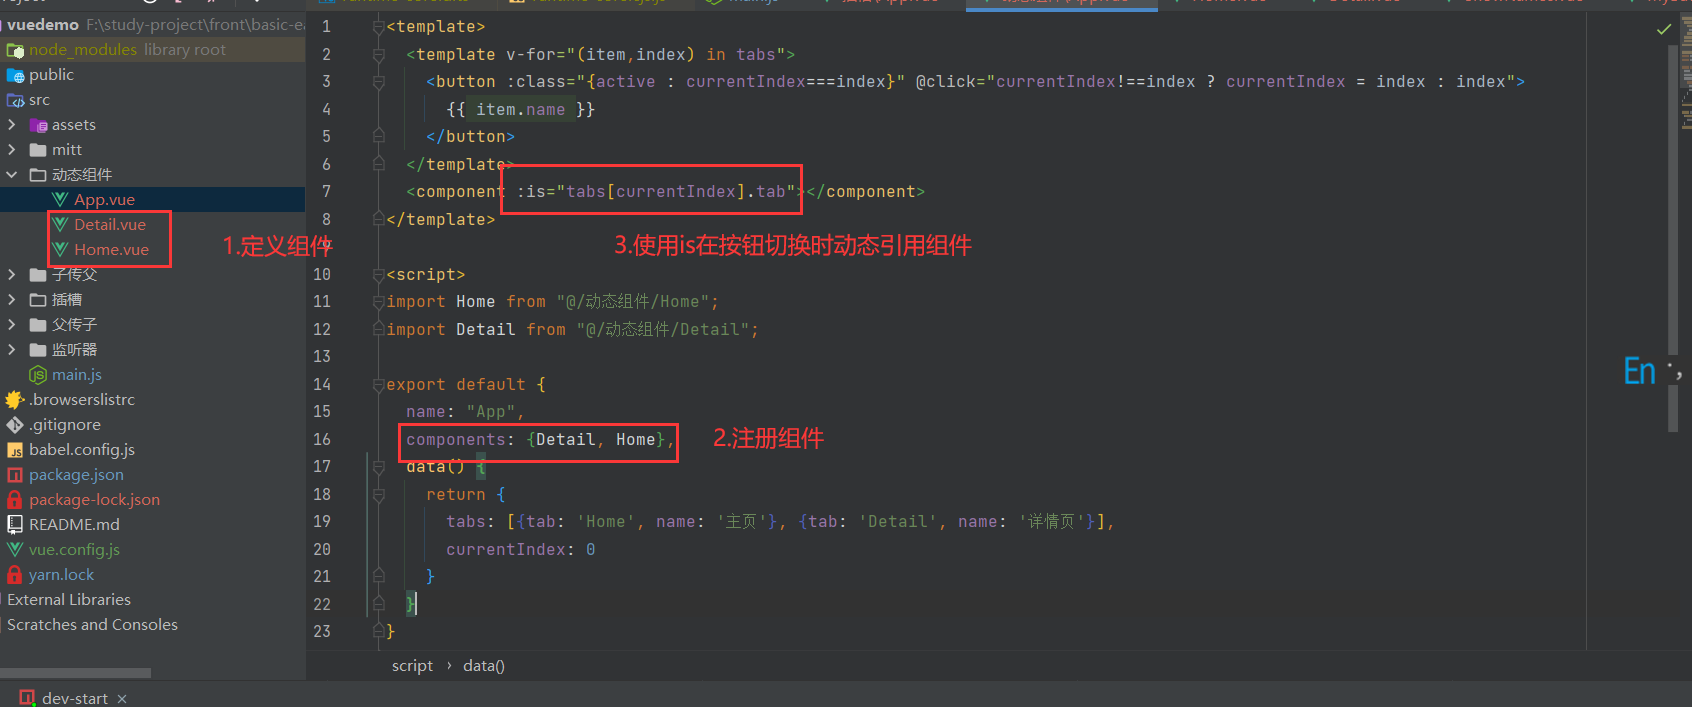 vuedemo F:\study-project\front\basic-ea
node_modules library root
public
src
assets
mitt
动态组件
App.vue
Detail.vue
Home.vue
子传父
插槽
父传子
监听器
main.js
.browserslistrc
.gitignore
babel.config.js
package.json
package-lock.json
README.md
vue.config.js
yarn.lock
External Libraries
Scratches and Consoles
1.定义组件
1 <template>
2 <template v-for="(item,index) in tabs">
3 <button :class="{active : currentIndex===index}" @click="currentIndex!==index ? currentIndex = index : index">
4 {{ item.name }}
5 </button>
6 </template>
7 <component :is="tabs[currentIndex].tab"></component>
8 </template>
9
3.使用is在按钮切换时动态引用组件
10 <script>
11 import Home from "@/动态组件/Home";
12 import Detail from "@/动态组件/Detail";
13
14 export default {
15 name: "App",
16 components: {Detail, Home},
2.注册组件
17 data() {
18 return {
19 tabs: [{tab: 'Home', name: '主页'}, {tab: 'Detail', name: '详情页'}],
20 currentIndex: 0
21 }
22 }
23 }
En
script › data()
dev-start ×